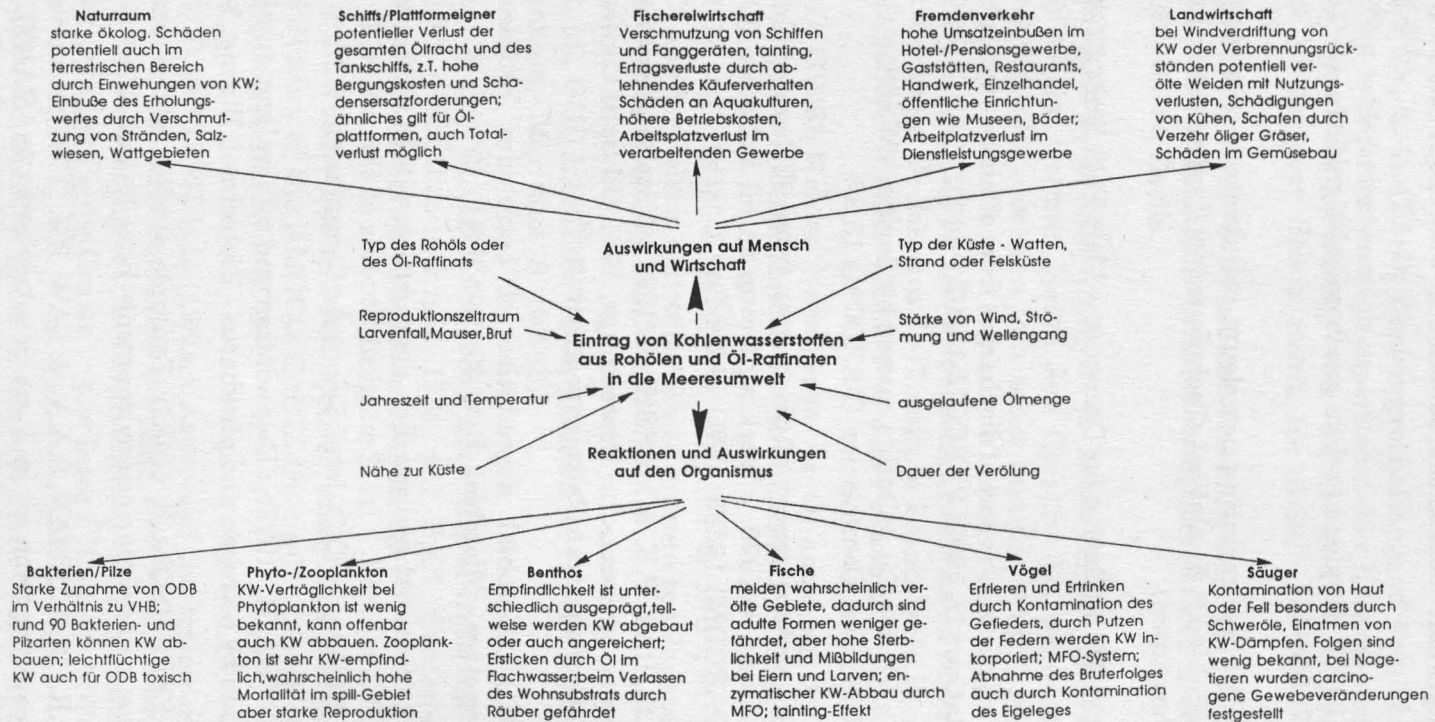 Naturraum
starke ökolog. Schäden
potentiell auch im
terrestrischen Bereich
durch Einwehungen von KW;
Einbuße des Erholungs-
wertes durch Verschmut-
zung von Stränden, Salz-
wiesen, Wattgebieten
Schiffs/Plattformeigner
potentieller Verlust der
gesamten Ölfracht und des
Tankschiffs, z.T. hohe
Bergungskosten und Scha-
densersatzforderungen;
ähnliches gilt für Öl-
plattformen, auch Total-
verlust möglich
Fischereiwirtschaft
Verschmutzung von Schiffen
und Fanggeräten, tainting,
Ertragsverluste durch ab-
lehnendes Käuferverhalten
Schäden an Aquakulturen,
höhere Betriebskosten,
Arbeitsplatzverlust im
verarbeitenden Gewerbe
Fremdenverkehr
hohe Umsatzeinbußen im
Hotel-/Pensionsgewerbe,
Gaststätten, Restaurants,
Handwerk, Einzelhandel,
öffentliche Einrichtun-
gen wie Museen, Bäder;
Arbeitplatzverlust im
Dienstleistungsgewerbe
Landwirtschaft
bei Windverdriftung von
KW oder Verbrennungsrück-
ständen potentiell ver-
ölte Weiden mit Nutzungs-
verlusten, Schädigungen
von Kühen, Schafen durch
Verzehr öliger Gräser,
Schäden im Gemüsebau
Auswirkungen auf Mensch
und Wirtschaft
Typ des Rohöls oder
des Öl-Raffinats
Typ der Küste - Watten,
Strand oder Felsküste
Reproduktionszeitraum
Larvenfall,Mauser,Brut
Stärke von Wind, Strö-
mung und Wellengang
Eintrag von Kohlenwasserstoffen
aus Rohölen und Öl-Raffinaten
in die Meeresumwelt
Jahreszeit und Temperatur
ausgelaufene Ölmenge
Nähe zur Küste
Dauer der Verölung
Reaktionen und Auswirkungen
auf den Organismus
Bakterien/Pilze
Starke Zunahme von ODB
im Verhältnis zu VHB;
rund 90 Bakterien- und
Pilzarten können KW ab-
bauen; leichtflüchtige
KW auch für ODB toxisch
Phyto-/Zooplankton
KW-Verträglichkeit bei
Phytoplankton ist wenig
bekannt, kann offenbar
auch KW abbauen. Zooplank-
ton ist sehr KW-empfind-
lich,wahrscheinlich hohe
Mortalität im spill-Gebiet
aber starke Reproduktion
Benthos
Empfindlichkeit ist unter-
schiedlich ausgeprägt,teil-
weise werden KW abgebaut
oder auch angereichert;
Ersticken durch Öl im
Flachwasser;beim Verlassen
des Wohnsubstrats durch
Räuber gefährdet
Fische
meiden wahrscheinlich ver-
ölte Gebiete, dadurch sind
adulte Formen weniger ge-
fährdet, aber hohe Sterb-
lichkeit und Mißbildungen
bei Eiern und Larven; en-
zymatischer KW-Abbau durch
MFO; tainting-Effekt
Vögel
Erfrieren und Ertrinken
durch Kontamination des
Gefieders, durch Putzen
der Federn werden KW in-
korporiert; MFO-System;
Abnahme des Bruterfolges
auch durch Kontamination
des Eigeleges
Säuger
Kontamination von Haut
oder Fell besonders durch
Schweröle, Einatmen von
KW-Dämpfen. Folgen sind
wenig bekannt, bei Nage-
tieren wurden carcino-
gene Gewebeveränderungen
festgestellt